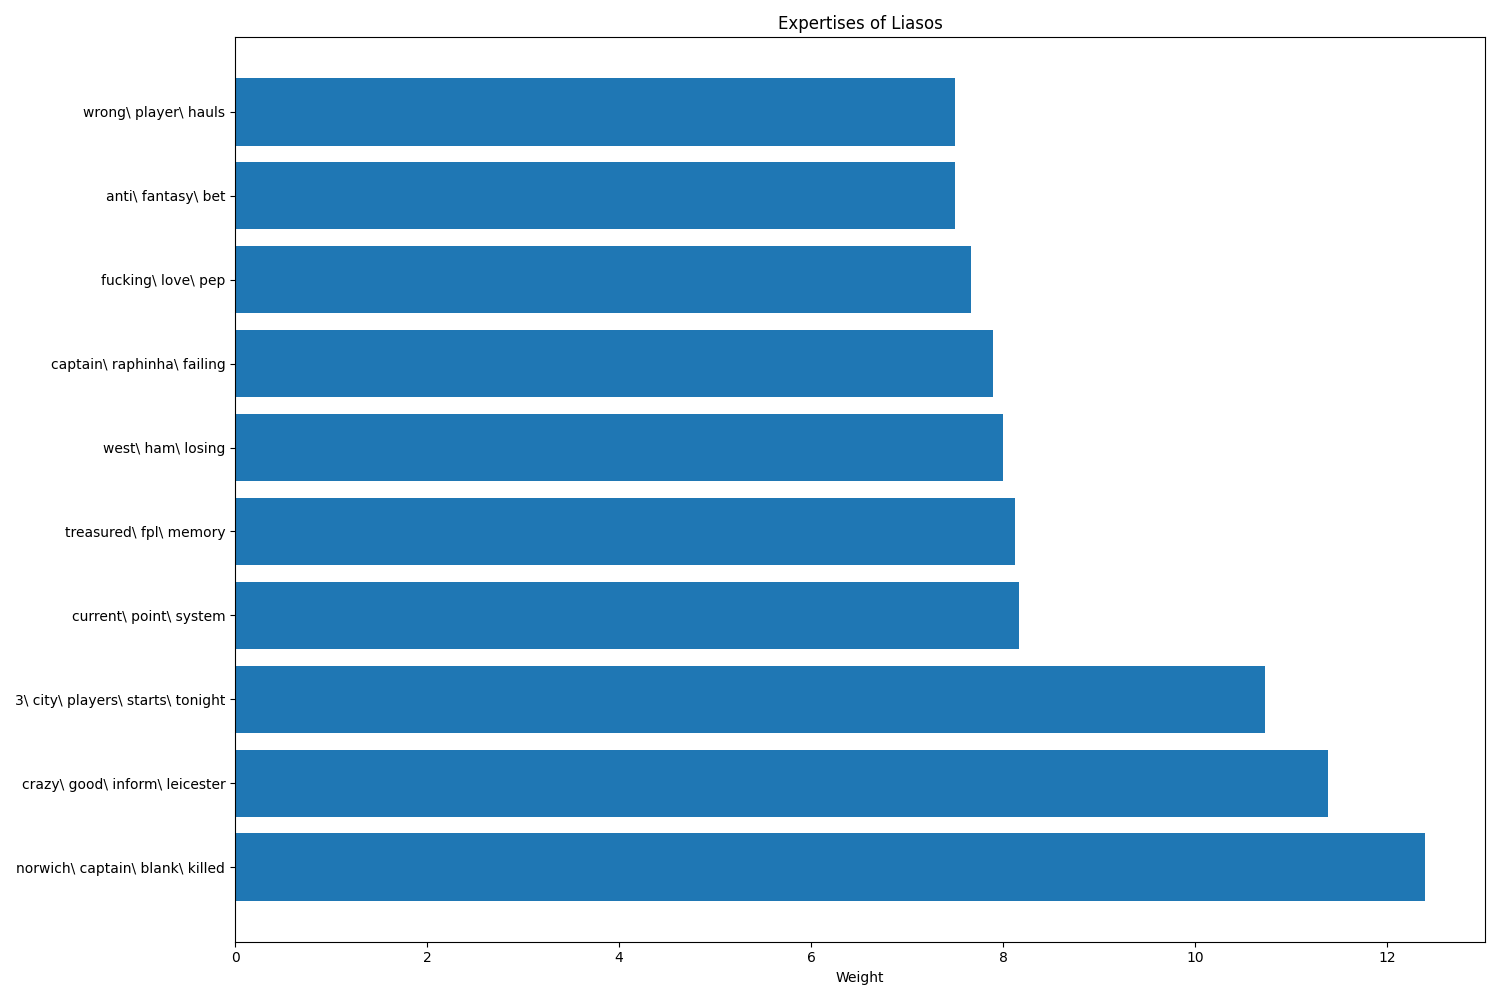 Expertises of Liasos
wrong\ player\ hauls
anti\ fantasy\ bet
fucking\ love\ pep
captain\ raphinha\ failing
west\ ham\ losing
treasured\ fpl\ memory
current\ point\ system
3\ city\ players\ starts\ tonight
crazy\ good\ inform\ leicester
norwich\ captain\ blank\ killed
0 2 4 6 8 10 12
Weight